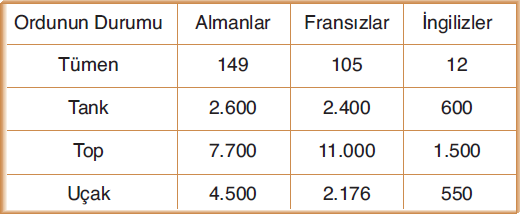 Ordunun Durumu Almanlar Fransızlar İngilizler
Tümen 149 105 12
Tank 2.600 2.400 600
Top 7.700 11.000 1.500
Uçak 4.500 2.176 550